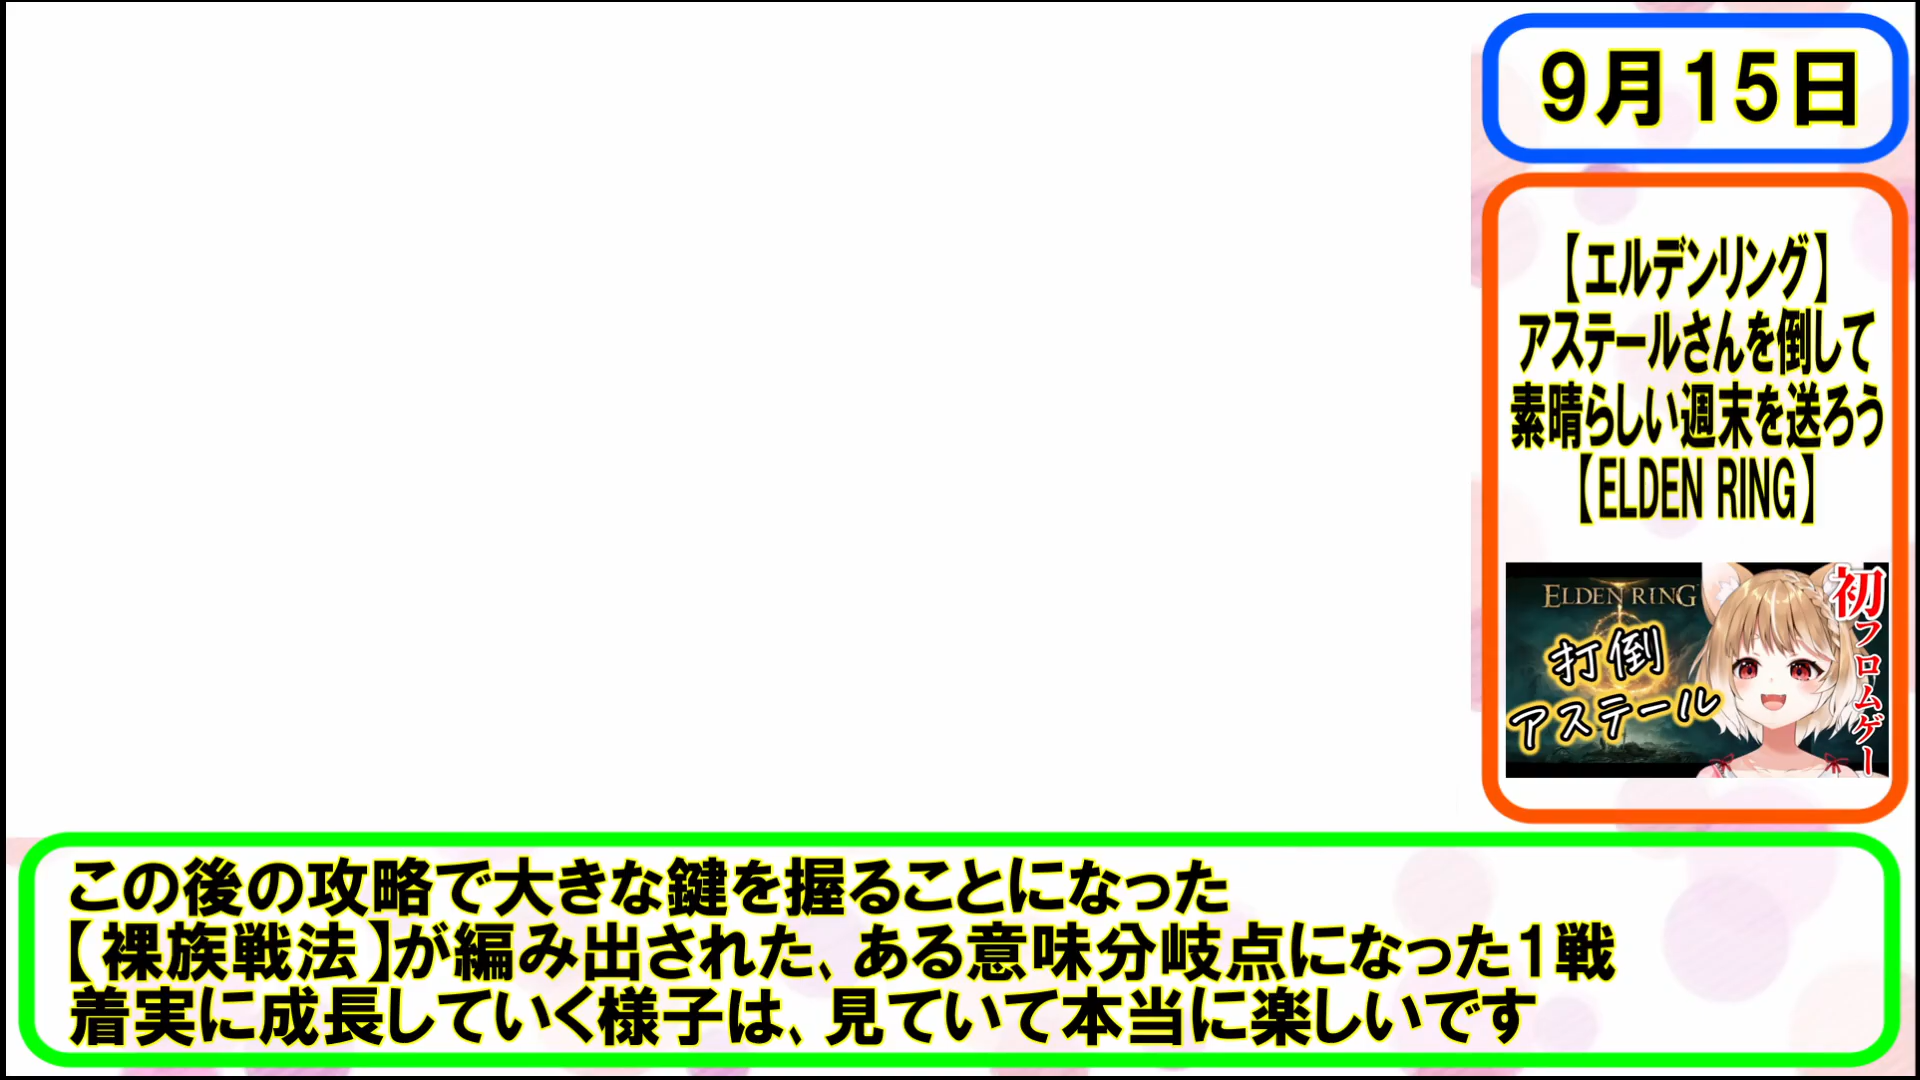 9月15日
【エルデンリング】
アステールさんを倒して
素晴らしい週末を送ろう
【ELDEN RING】
ELDEN RING
打倒
アステール
初フロムゲー
この後の攻略で大きな鍵を握ることになった
【裸族戦法】が編み出された、ある意味分岐点になった1戦
着実に成長していく様子は、見ていて本当に楽しいです